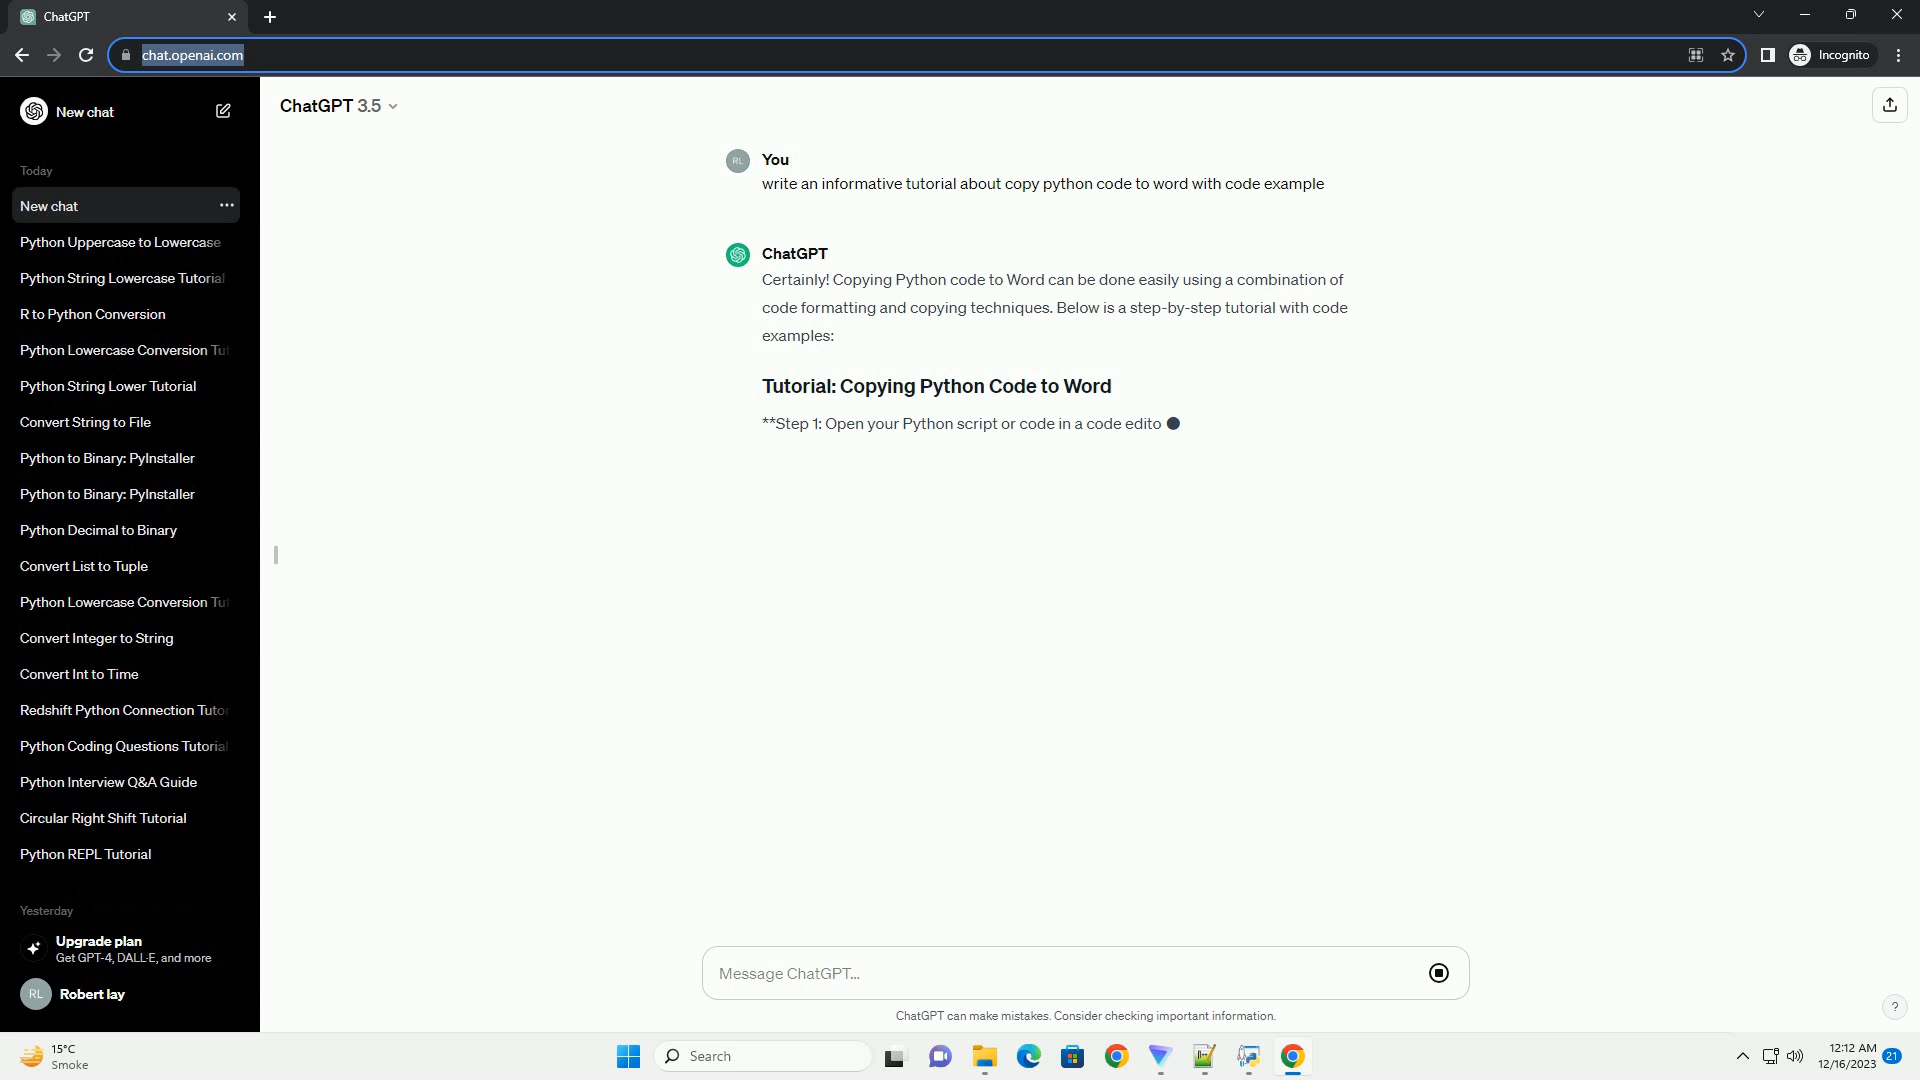 ChatGPT
chat.openai.com
Incognito
New chat
ChatGPT 3.5
Today
New chat
Python Uppercase to Lowercase
Python String Lowercase Tutorial
R to Python Conversion
Python Lowercase Conversion Tut
Python String Lower Tutorial
Convert String to File
Python to Binary: PyInstaller
Python to Binary: PyInstaller
Python Decimal to Binary
Convert List to Tuple
Python Lowercase Conversion Tut
Convert Integer to String
Convert Int to Time
Redshift Python Connection Tutor
Python Coding Questions Tutorial
Python Interview Q&A Guide
Circular Right Shift Tutorial
Python REPL Tutorial
Yesterday
Upgrade plan
Get GPT-4, DALL·E, and more
RL
Robert lay
RL
You
write an informative tutorial about copy python code to word with code example
ChatGPT
Certainly! Copying Python code to Word can be done easily using a combination of
code formatting and copying techniques. Below is a step-by-step tutorial with code
examples:
Tutorial: Copying Python Code to Word
**Step 1: Open your Python script or code in a code edito
Message ChatGPT...
ChatGPT can make mistakes. Consider checking important information.
?
15°C
Smoke
Search
12:12 AM
12/16/2023
21